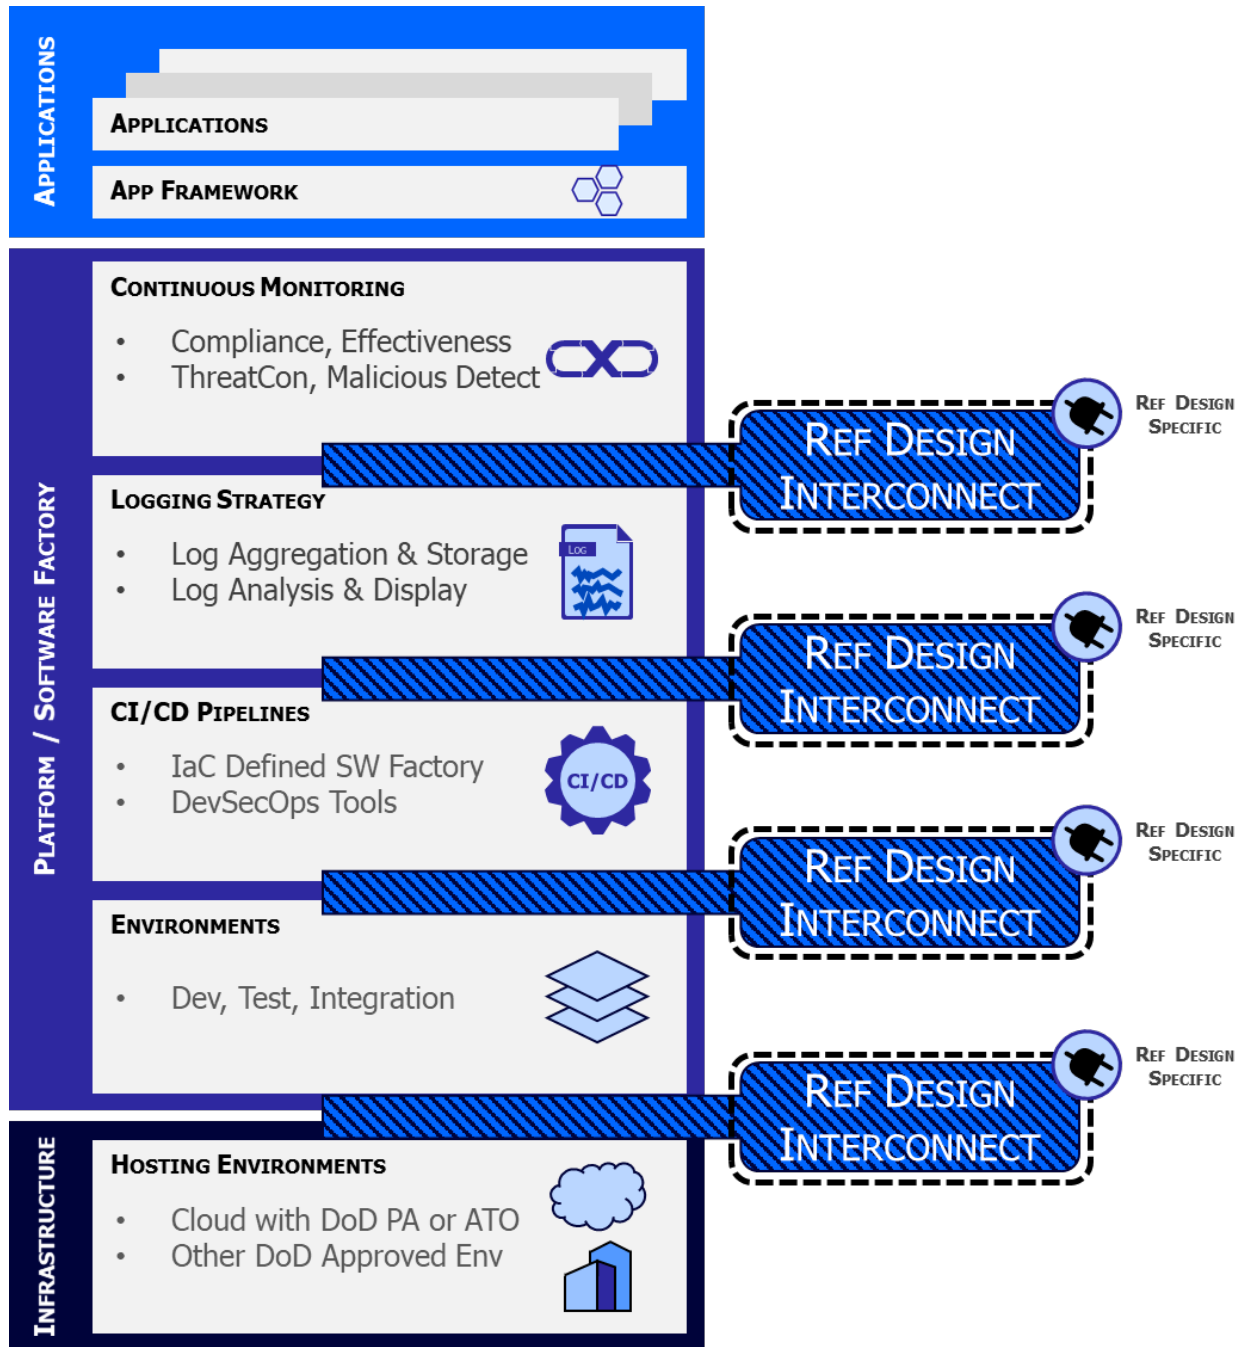 APPLICATIONS
APPLICATIONS
APP FRAMEWORK
PLATFORM / SOFTWARE FACTORY
CONTINUOUS MONITORING
• Compliance, Effectiveness
• ThreatCon, Malicious Detect
REF DESIGN
INTERCONNECT
REF DESIGN
SPECIFIC
LOGGING STRATEGY
• Log Aggregation & Storage
• Log Analysis & Display
LOG
REF DESIGN
INTERCONNECT
REF DESIGN
SPECIFIC
CI/CD PIPELINES
• IaC Defined SW Factory
• DevSecOps Tools
CI/CD
REF DESIGN
INTERCONNECT
REF DESIGN
SPECIFIC
ENVIRONMENTS
• Dev, Test, Integration
REF DESIGN
INTERCONNECT
REF DESIGN
SPECIFIC
INFRASTRUCTURE
HOSTING ENVIRONMENTS
• Cloud with DoD PA or ATO
• Other DoD Approved Env